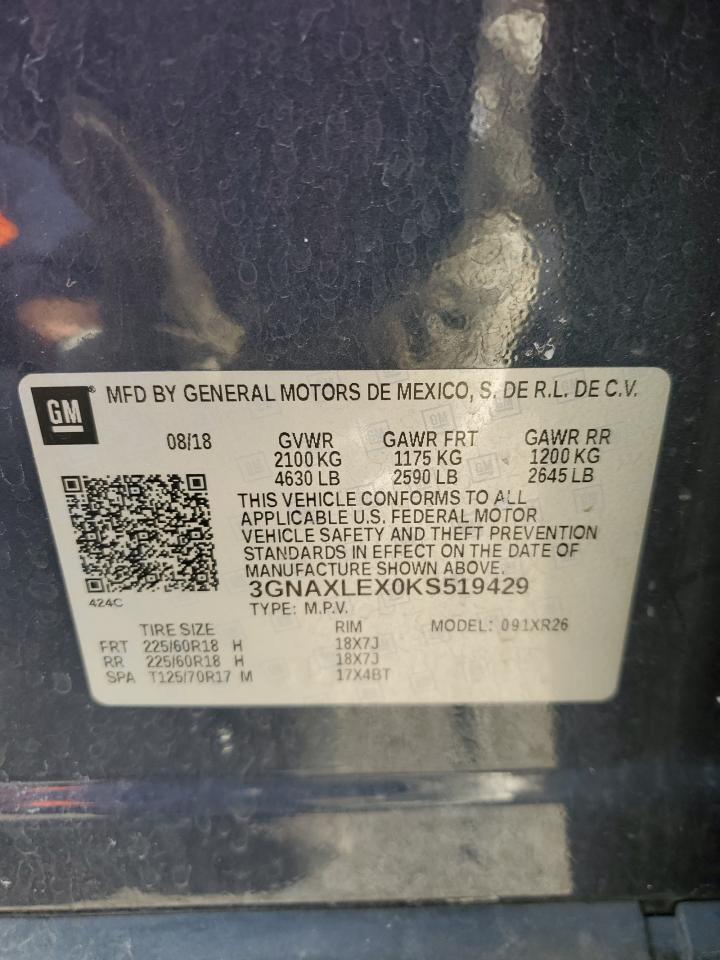 GM® MFD BY GENERAL MOTORS DE MEXICO, S. DE R.L. DE C.V.
08/18 GVWR GAWR FRT GAWR RR
2100 KG 1175 KG 1200 KG
4630 LB 2590 LB 2645 LB
THIS VEHICLE CONFORMS TO ALL
APPLICABLE U.S. FEDERAL MOTOR
VEHICLE SAFETY AND THEFT PREVENTION
STANDARDS IN EFFECT ON THE DATE OF
MANUFACTURE SHOWN ABOVE.
424C 3GNAXLEX0KS519429
TYPE: M.P.V.
TIRE SIZE RIM MODEL: 091XR26
FRT 225/60R18 H 18X7J
RR 225/60R18 H 18X7J
SPA T125/70R17 M 17X4BT